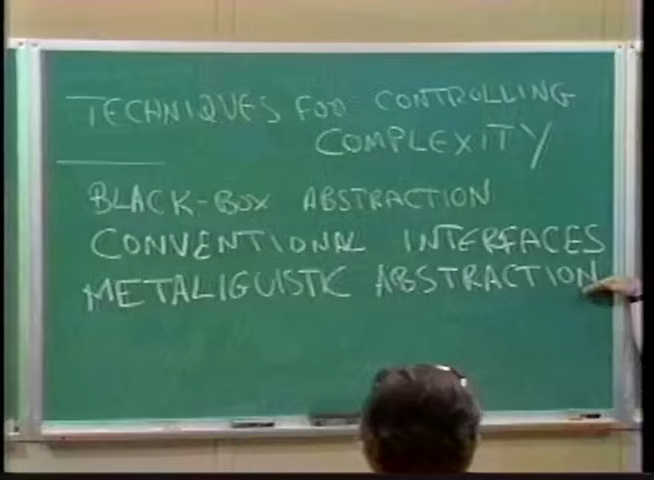 TECHNIQUES FOR CONTROLLING
COMPLEXITY
BLACK-BOX ABSTRACTION
CONVENTIONAL INTERFACES
METALIGUISTIC ABSTRACTION